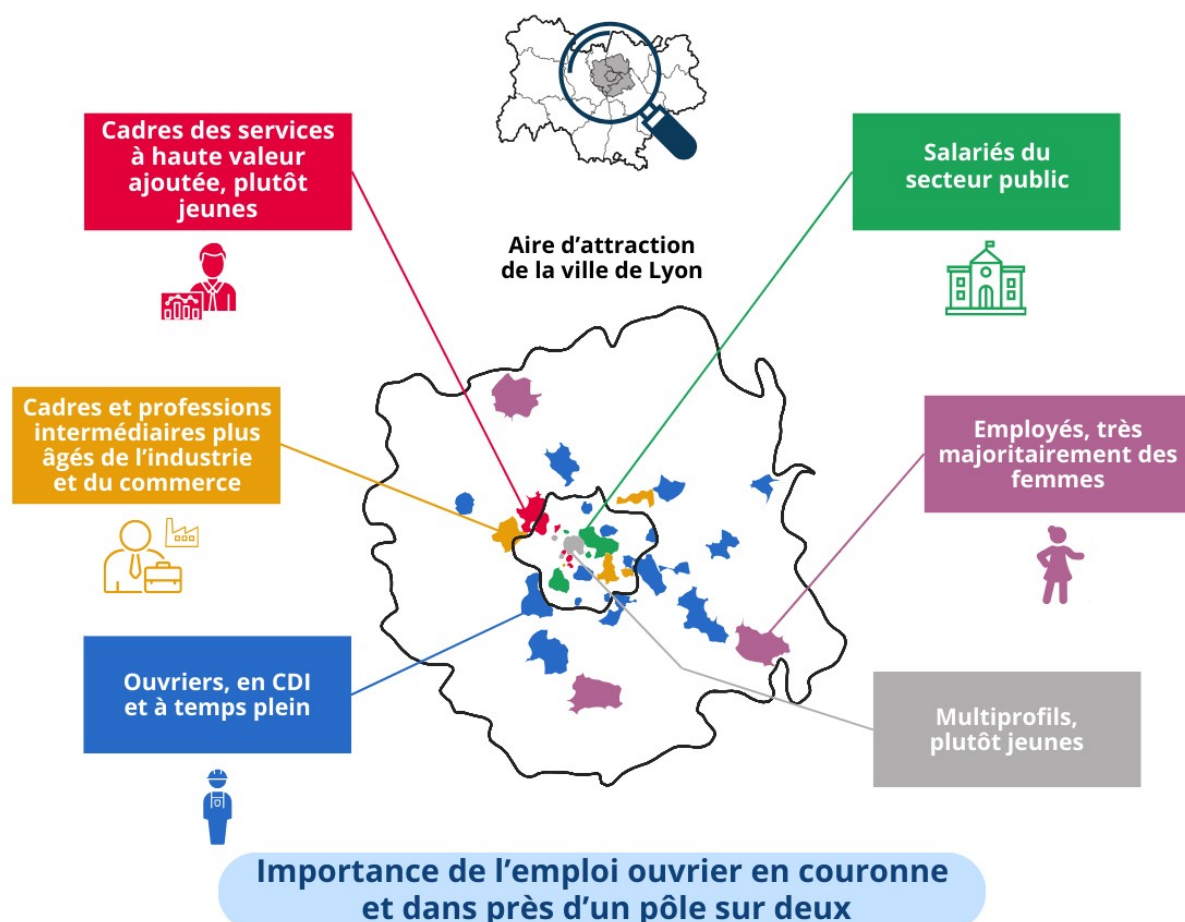 Cadres des services
à haute valeur
ajoutée, plutôt
jeunes
Salariés du
secteur public
Aire d’attraction
de la ville de Lyon
Cadres et professions
intermédiaires plus
âgés de l’industrie
et du commerce
Employés, très
majoritairement des
femmes
Ouvriers, en CDI
et à temps plein
Multiprofils,
plutôt jeunes
Importance de l’emploi ouvrier en couronne
et dans près d’un pôle sur deux